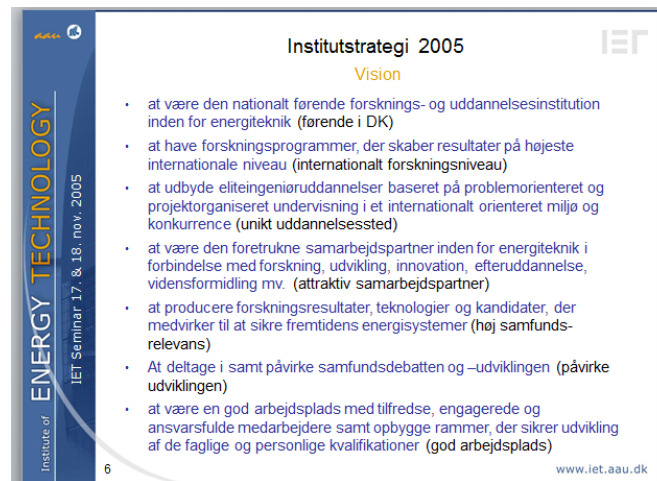 aau
Institutstrategi 2005
IET
Vision
• at være den nationalt førende forsknings- og uddannelsesinstitution
inden for energiteknik (førende i DK)
• at have forskningsprogrammer, der skaber resultater på højeste
internationale niveau (internationalt forskningsniveau)
• at udbyde eliteingeniøruddannelser baseret på problemorienteret og
projektorganiseret undervisning i et internationalt orienteret miljø og
konkurrence (unikt uddannelsessted)
• at være den foretrukne samarbejdspartner inden for energiteknik i
forbindelse med forskning, udvikling, innovation, efteruddannelse,
vidensformidling mv. (attraktiv samarbejdspartner)
• at producere forskningsresultater, teknologier og kandidater, der
medvirker til at sikre fremtidens energisystemer (høj samfunds-
relevans)
• At deltage i samt påvirke samfundsdebatten og –udviklingen (påvirke
udviklingen)
• at være en god arbejdsplads med tilfredse, engagerede og
ansvarsfulde medarbejdere samt opbygge rammer, der sikrer udvikling
af de faglige og personlige kvalifikationer (god arbejdsplads)
Institute of ENERGY TECHNOLOGY
IET Seminar 17. & 18. nov. 2005
6
www.iet.aau.dk